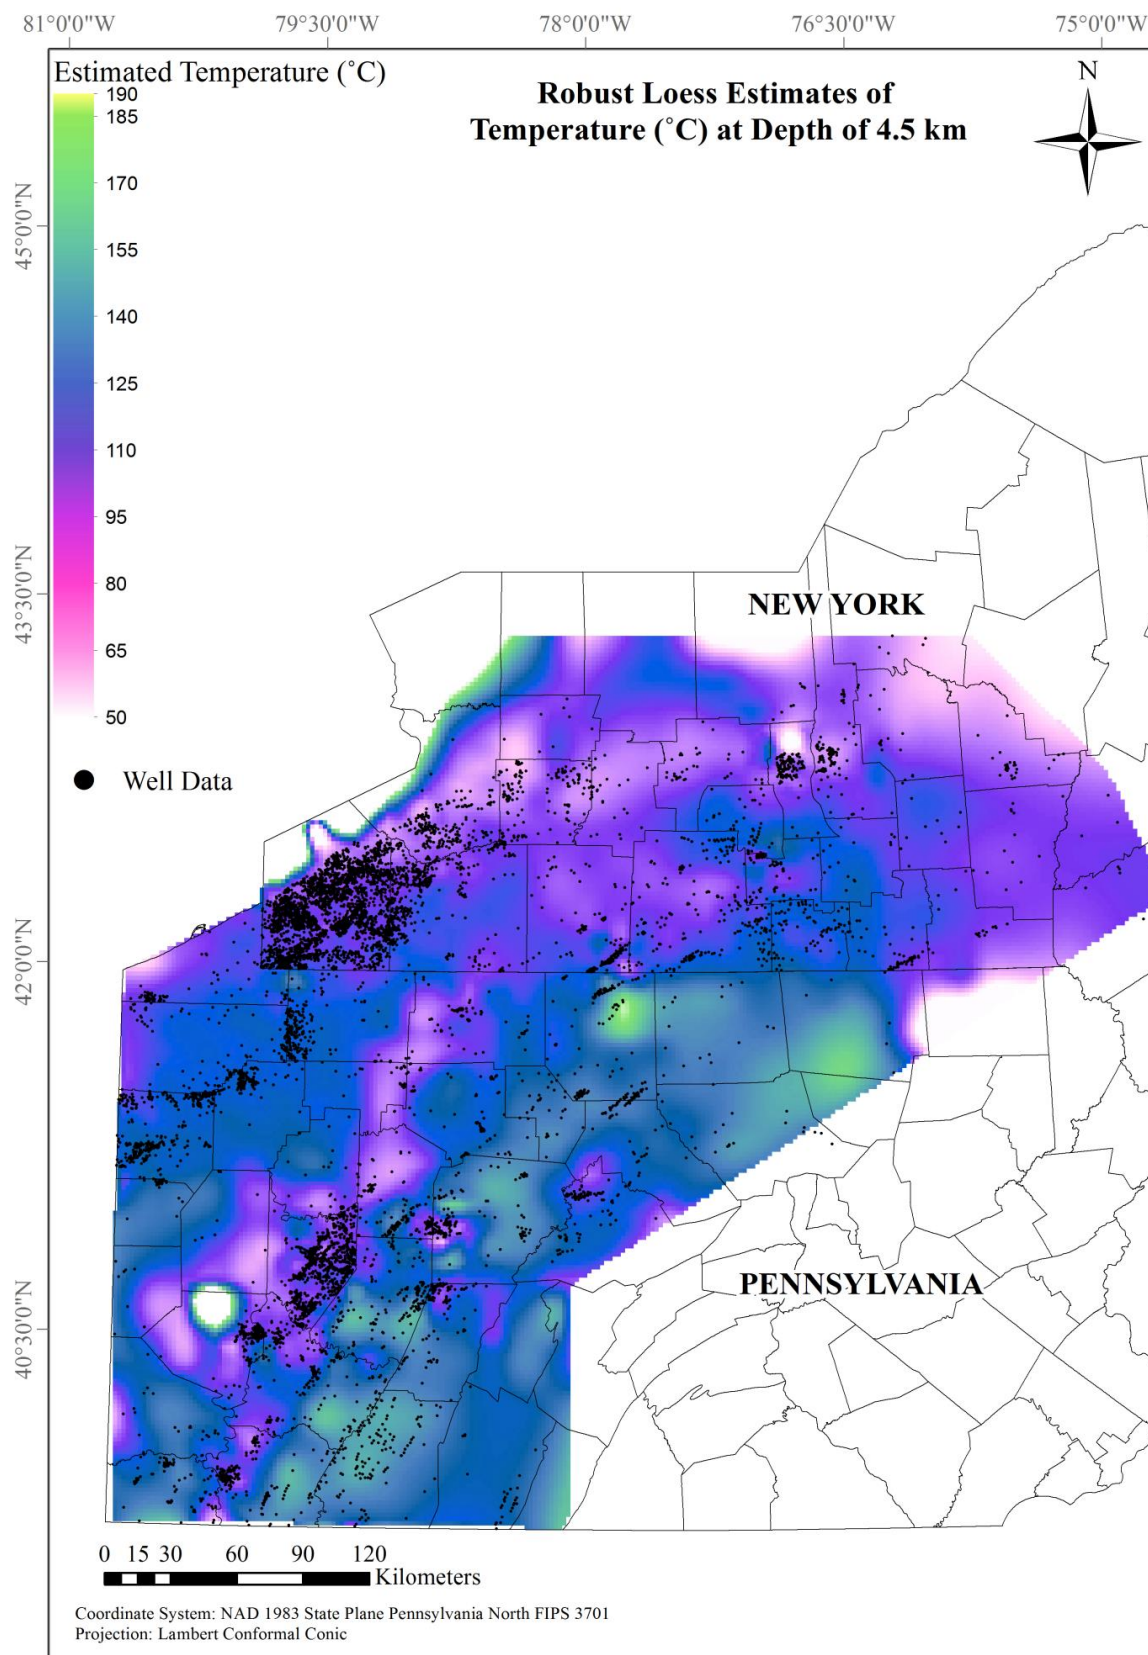 81°0'0"W
79°30'0"W
78°0'0"W
76°30'0"W
75°0'0"W
Estimated Temperature (˚C)
190
185
170
155
140
125
110
95
80
65
50
Robust Loess Estimates of
Temperature (˚C) at Depth of 4.5 km
N
45°0'0"N
43°30'0"N
42°0'0"N
40°30'0"N
Well Data
NEW YORK
PENNSYLVANIA
0 15 30 60 90 120
Kilometers
Coordinate System: NAD 1983 State Plane Pennsylvania North FIPS 3701
Projection: Lambert Conformal Conic